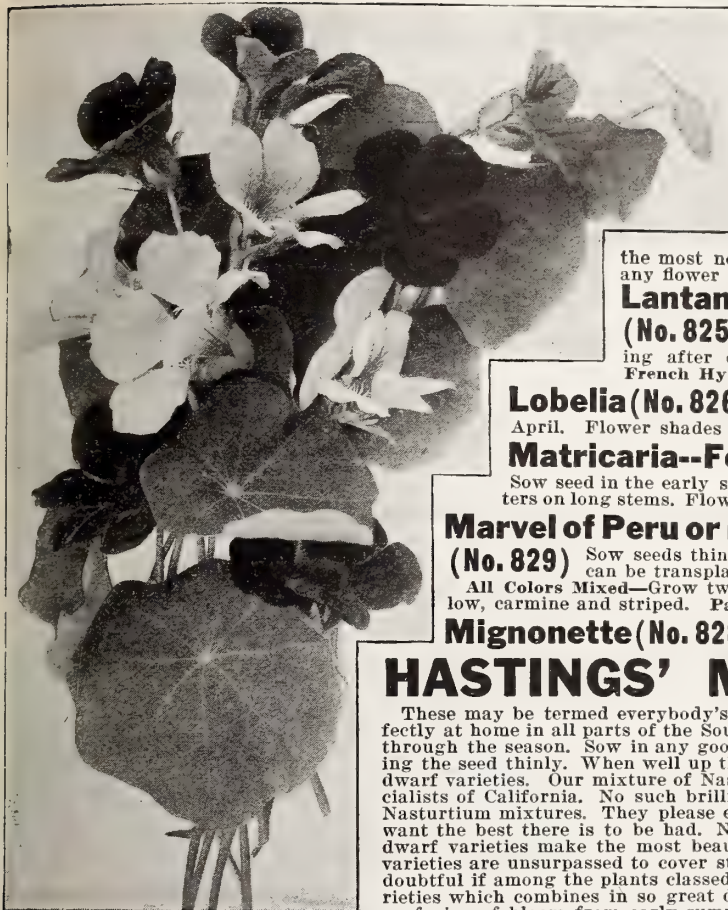 the most
any flower
Lantan
(No. 825
ing after
French Hy
Lobelia (No. 826
April. Flower shades
Matricaria--F
Sow seed in the early s
ters on long stems. Flow
Marvel of Peru or
(No. 829) Sow seeds thin
can be transpla
All Colors Mixed—Grow tw
low, carmine and striped. Pa
Mignonette (No. 82
HASTINGS’ N
These may be termed everybody’s
fectly at home in all parts of the Sou
through the season. Sow in any goo
ing the seed thinly. When well up t
dwarf varieties. Our mixture of Na
cialists of California. No such brill
Nasturtium mixtures. They please e
want the best there is to be had. N
dwarf varieties make the most beau
varieties are unsurpassed to cover st
doubtful if among the plants classed
rieties which combines in so great